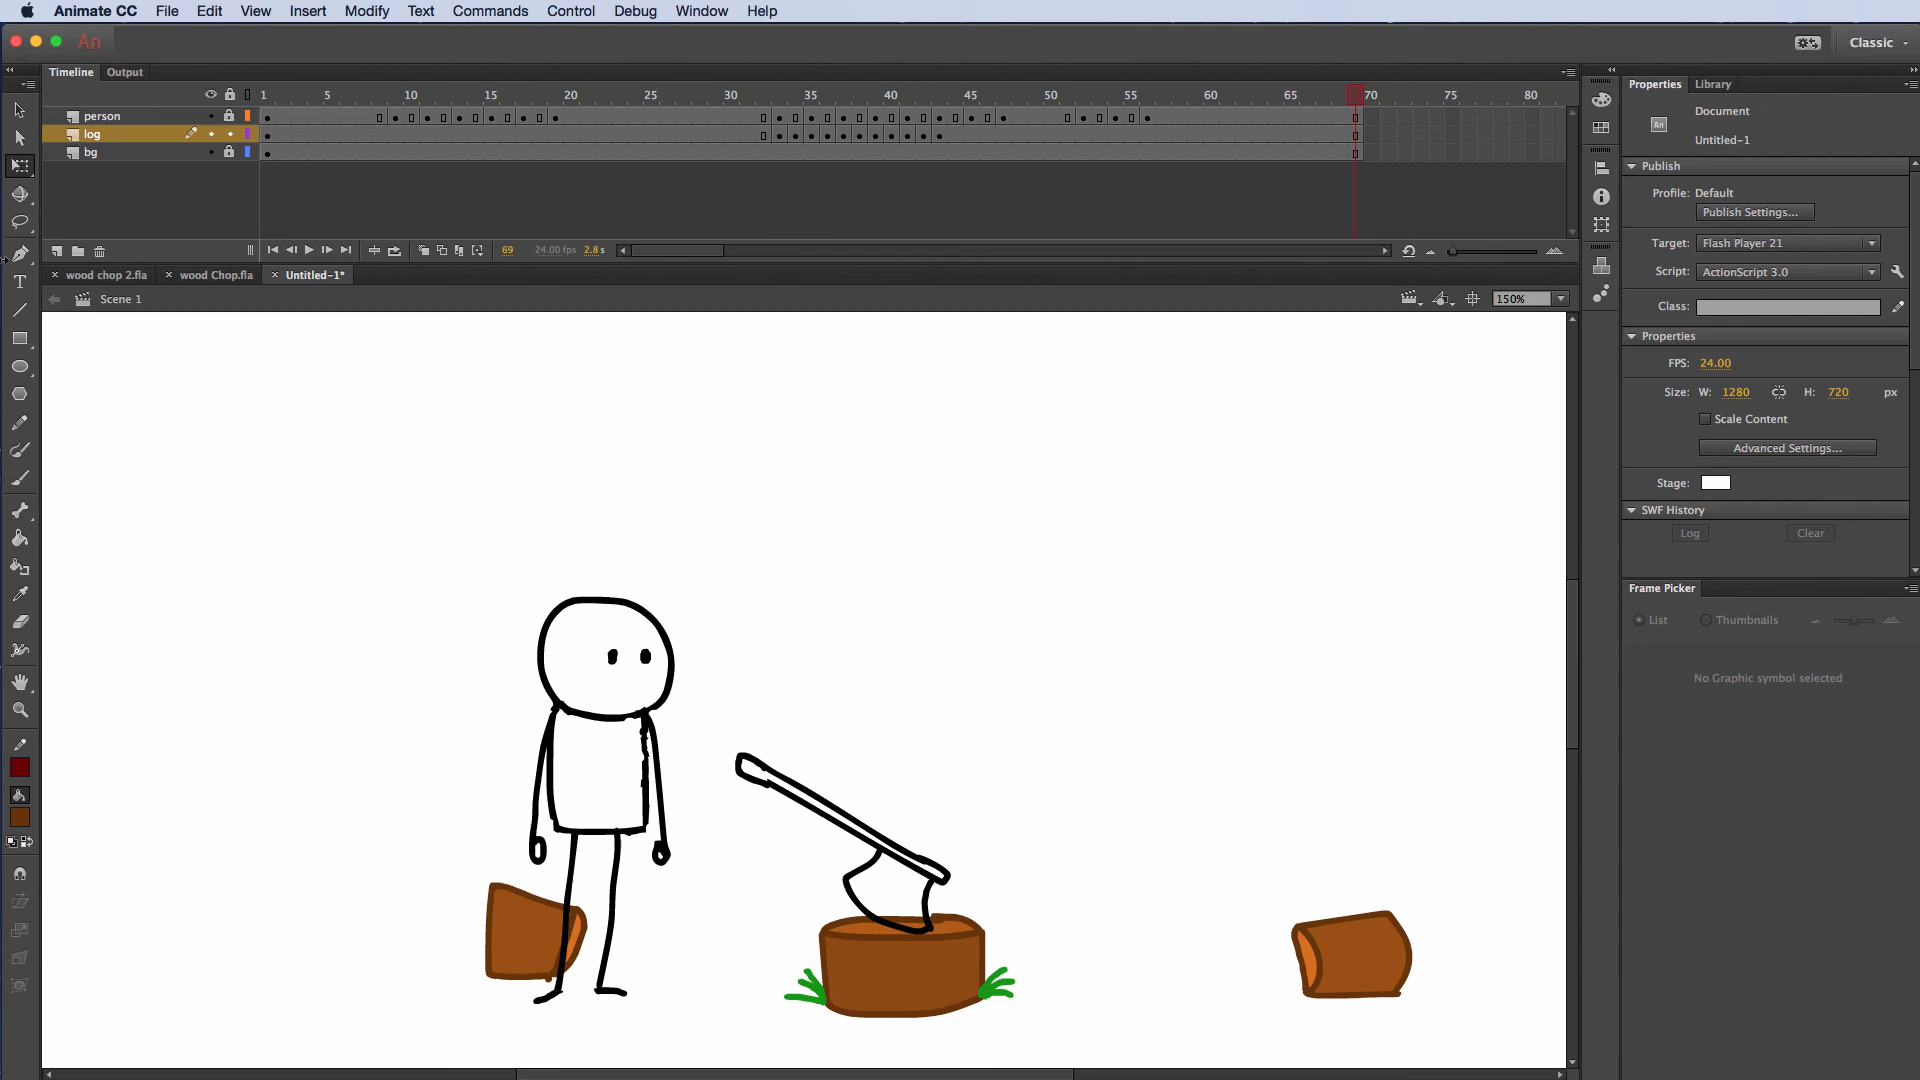 Animate CC File Edit View Insert Modify Text Commands Control Debug Window Help
An Classic
Timeline Output Properties Library
1 5 10 15 20 25 30 35 40 45 50 55 60 65 70 75 80
person
log
bg
69 24.00 fps 2.8 s
wood chop 2.fla wood Chop.fla Untitled-1*
Scene 1 150%
T
Document
An
Untitled-1
Publish
Profile: Default
Publish Settings...
Target: Flash Player 21
Script: ActionScript 3.0
Class:
Properties
FPS: 24.00
Size: W: 1280 H: 720 px
Scale Content
Advanced Settings...
Stage:
SWF History
Log Clear
Frame Picker
List Thumbnails
No Graphic symbol selected